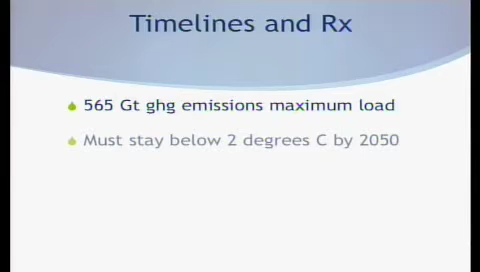 Timelines and Rx
565 Gt ghg emissions maximum load
Must stay below 2 degrees C by 2050